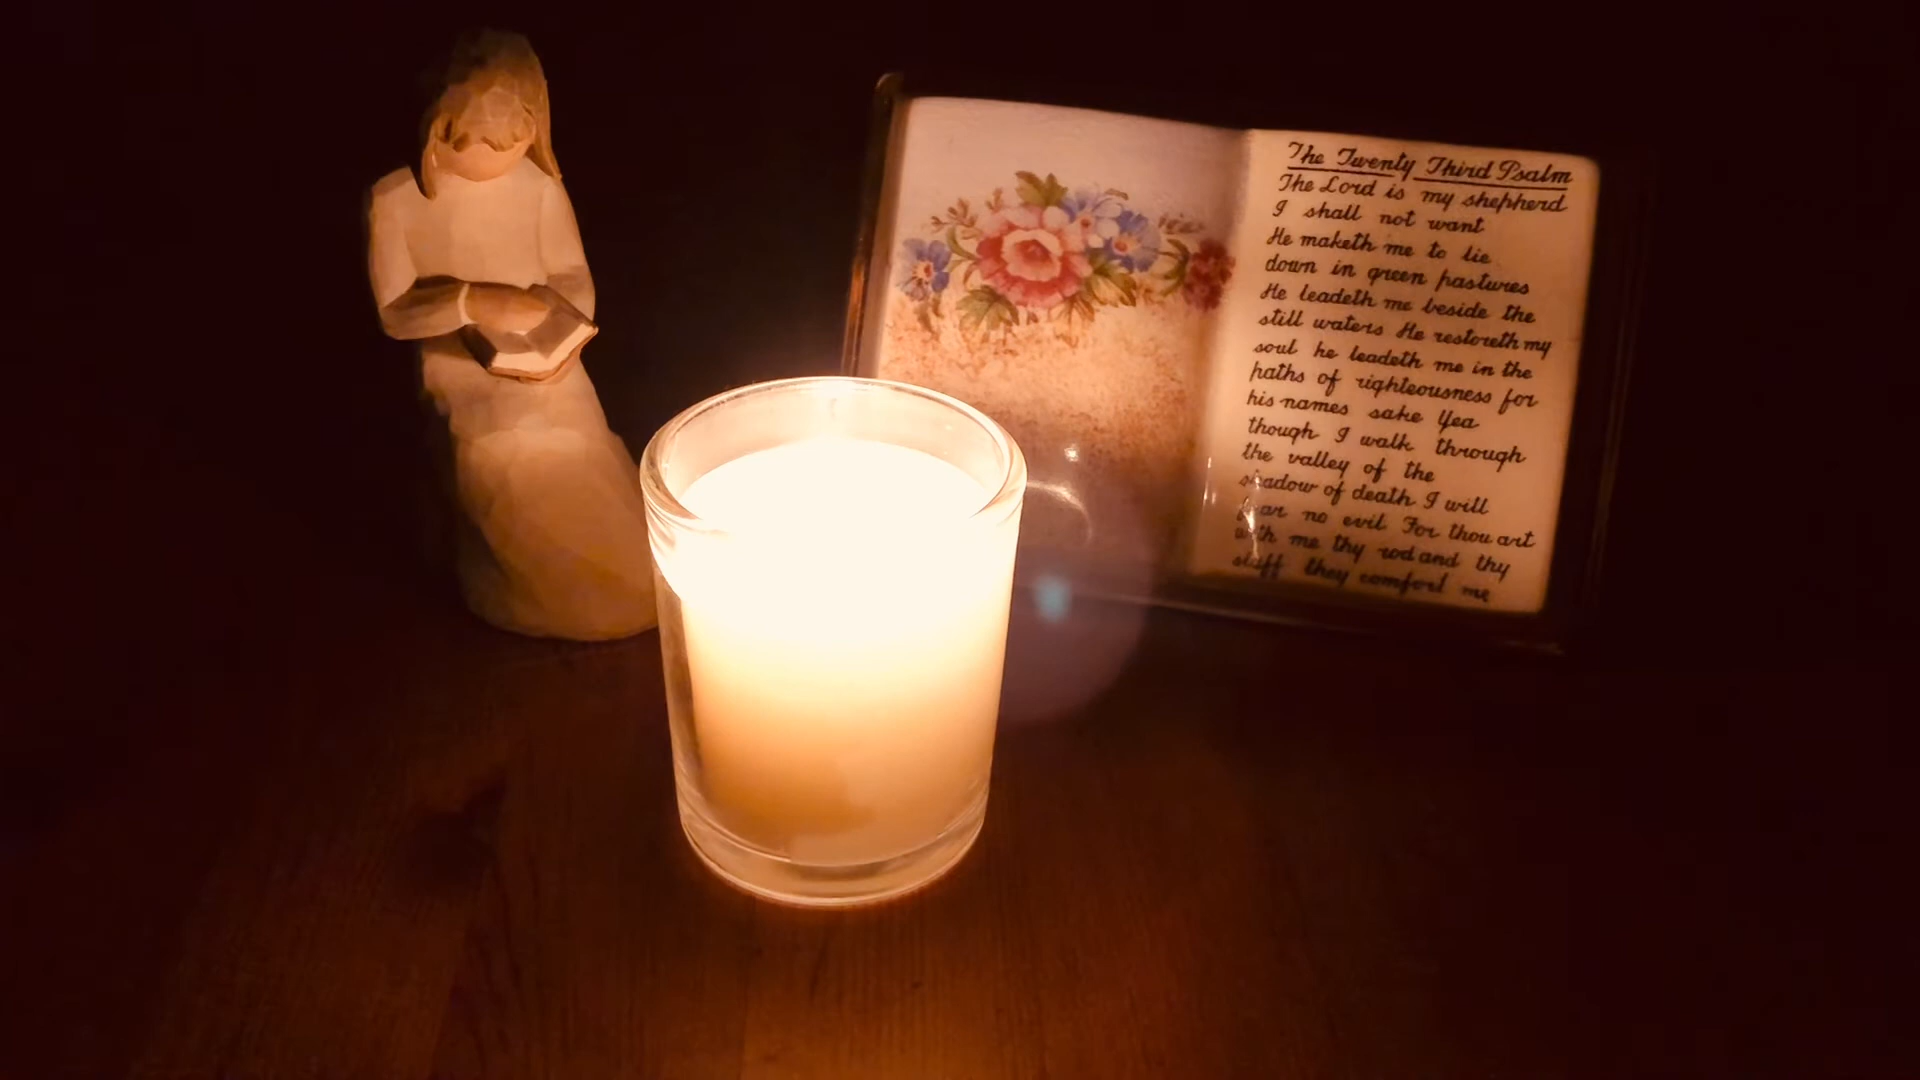 The Twenty Third Psalm
The Lord is my shepherd
I shall not want
He maketh me to lie
down in green pastures
He leadeth me beside the
still waters He restoreth my
soul he leadeth me in the
paths of righteousness for
his names sake Yea
though I walk through
the valley of the
shadow of death I will
fear no evil For thou art
with me thy rod and thy
staff they comfort me